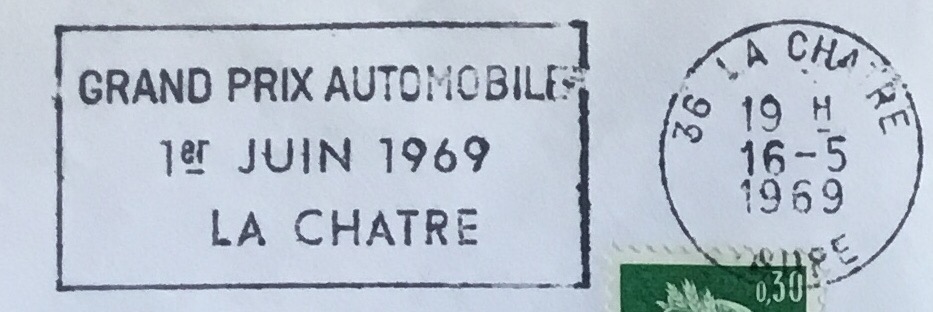 GRAND PRIX AUTOMOBILE
1er JUIN 1969
LA CHATRE
36 LA CHATRE
19 H
16-5
1969
0,30